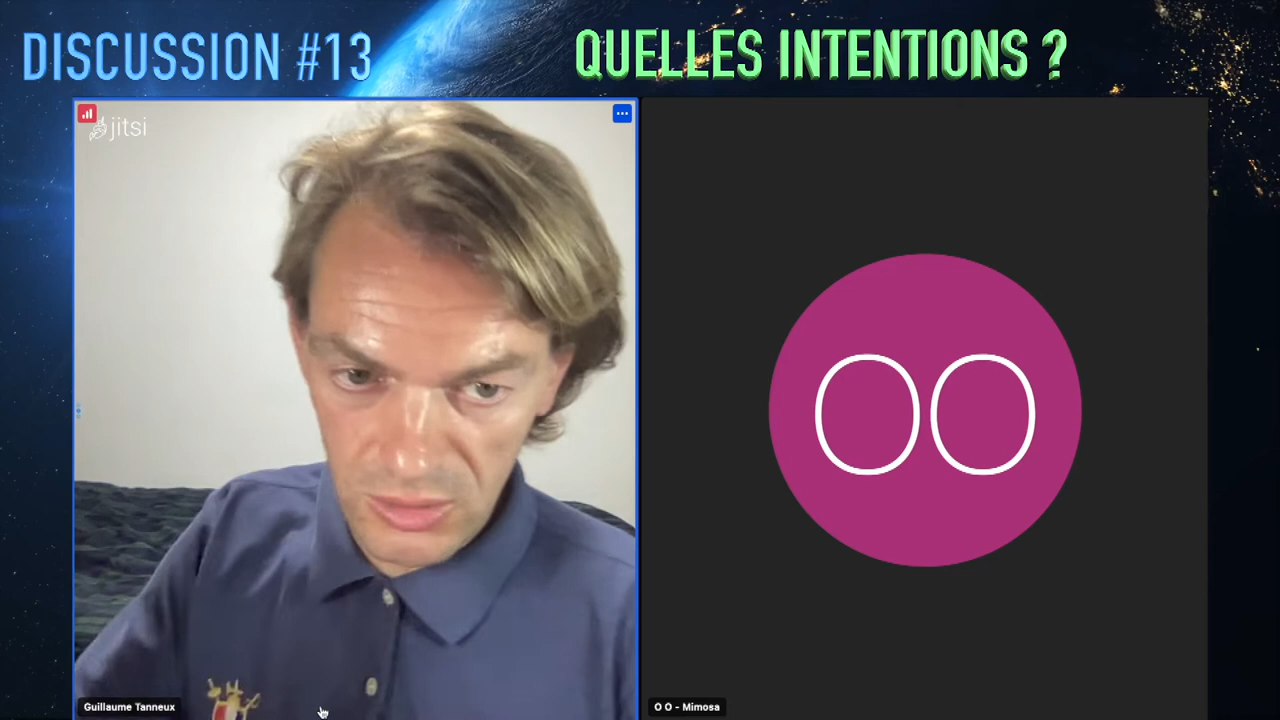 DISCUSSION #13
QUELLES INTENTIONS ?
jitsi
OO
Guillaume Tanneux
O O - Mimosa